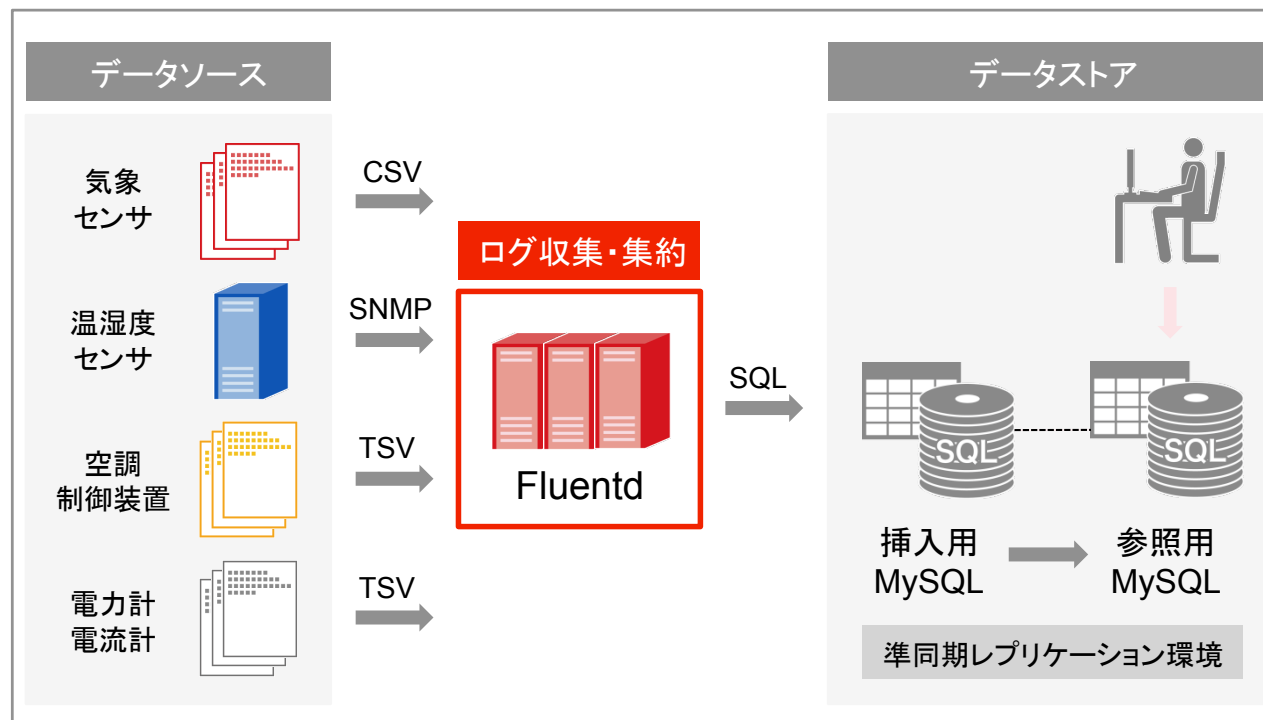 データソース
気象
センサ
CSV
温湿度
センサ
SNMP
空調
制御装置
TSV
電力計
電流計
TSV
ログ収集・集約
Fluentd
SQL
データストア
SQL
SQL
挿入用
MySQL
参照用
MySQL
準同期レプリケーション環境